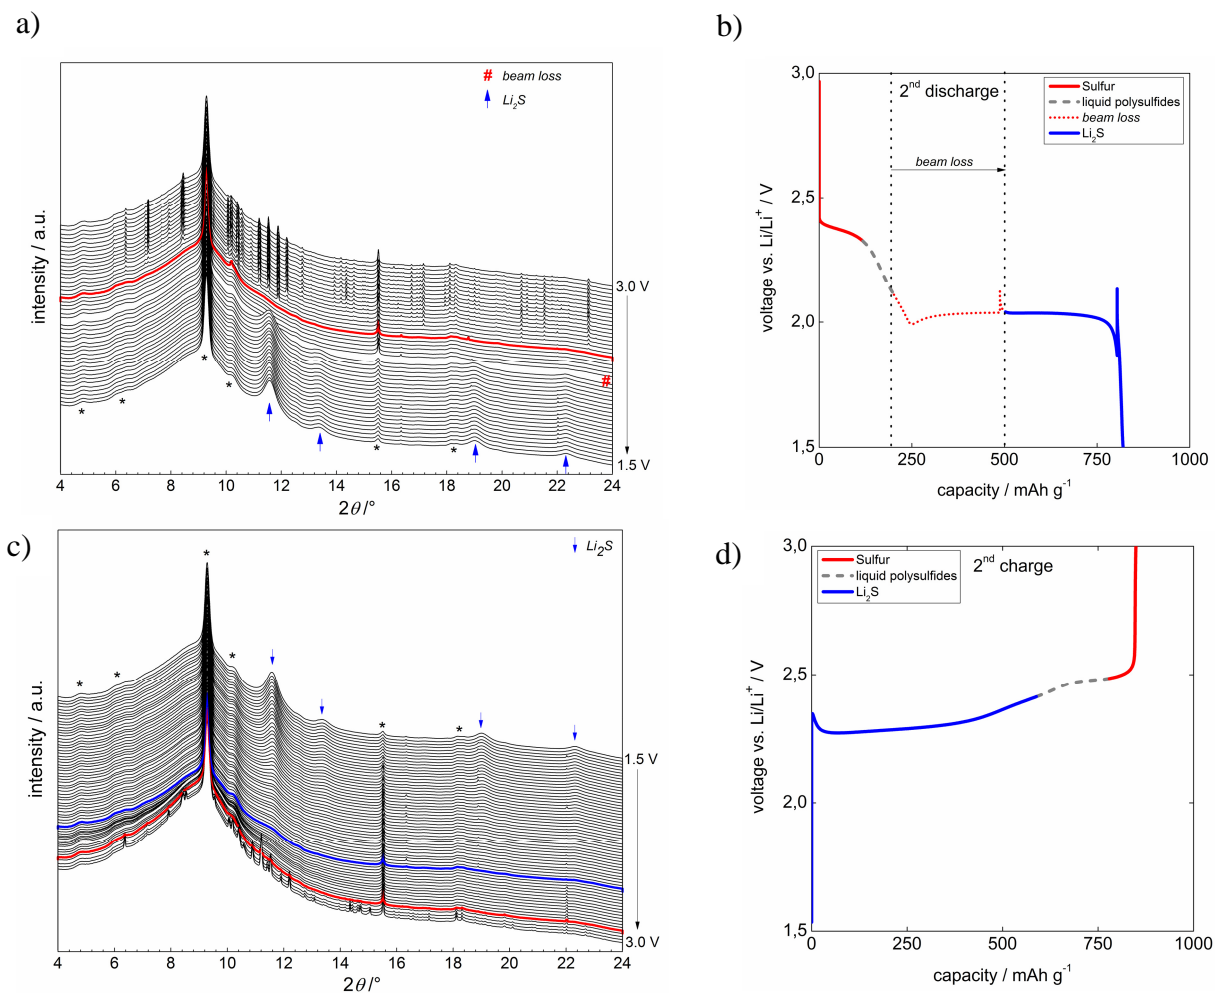 a)
# beam loss
Li2S
intensity / a.u.
3.0 V
#
1.5 V
* * * * * *
4 6 8 10 12 14 16 18 20 22 24
2θ /°
b)
3,0
2nd discharge
Sulfur
liquid polysulfides
beam loss
Li2S
beam loss
2,5
2,0
1,5
voltage vs. Li/Li+ / V
0 250 500 750 1000
capacity / mAh g-1
c)
Li2S
* * * * * *
intensity / a.u.
1.5 V
3.0 V
4 6 8 10 12 14 16 18 20 22 24
2θ /°
d)
3,0
Sulfur
liquid polysulfides
Li2S
2nd charge
2,5
2,0
1,5
voltage vs. Li/Li+ / V
0 250 500 750 1000
capacity / mAh g-1